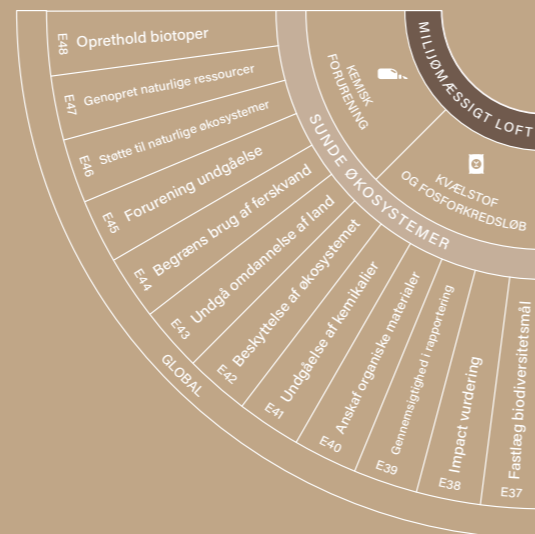 MILIJØMÆSSIGT LOFT
KEMISK
FORURENING
KVÆLSTOF
OG FOSFORKREDSLØB
SUNDE ØKOSYSTEMER
E48 Oprethold biotoper
E47 Genopret naturlige ressourcer
E46 Støtte til naturlige økosystemer
E45 Forurening undgåelse
E44 Begræns brug af ferskvand
E43 Undgå omdannelse af land
E42 Beskyttelse af økosystemet
E41 Undgåelse af kemikalier
E40 Anskaf organiske materialer
E39 Gennemsigtighed i rapportering
E38 Impact vurdering
E37 Fastlæg biodiversitetsmål
GLOBAL